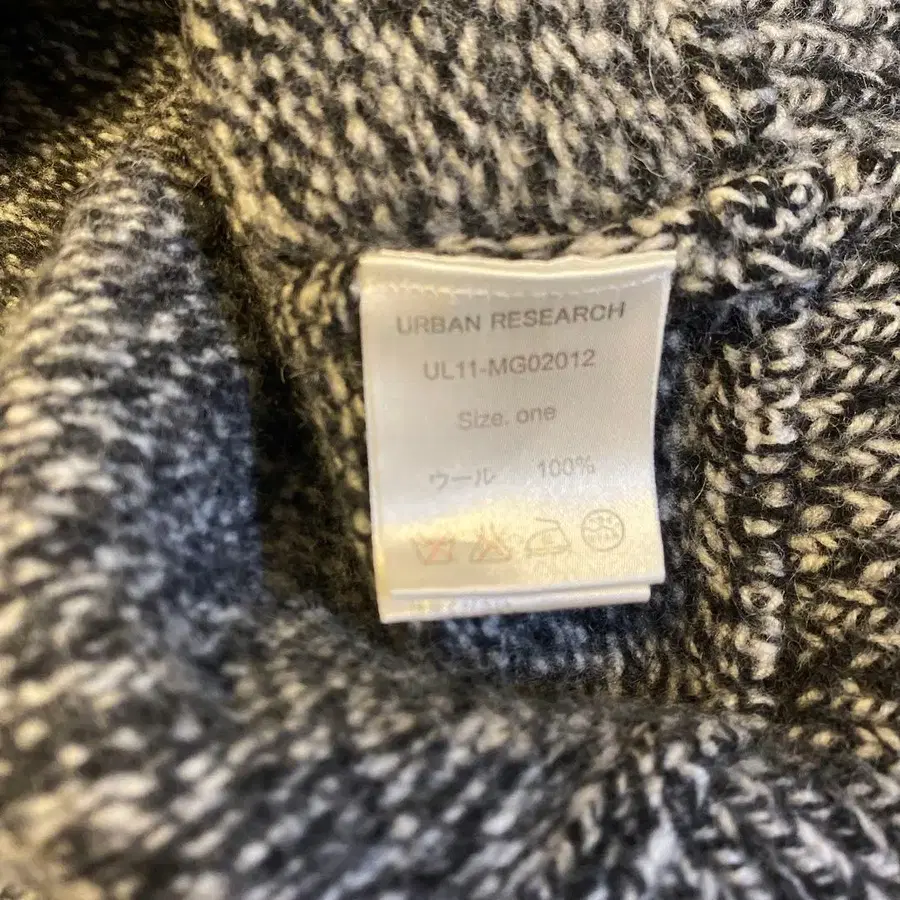 URBAN RESEARCH
UL11-MG02012
Size. one
ウール 100%